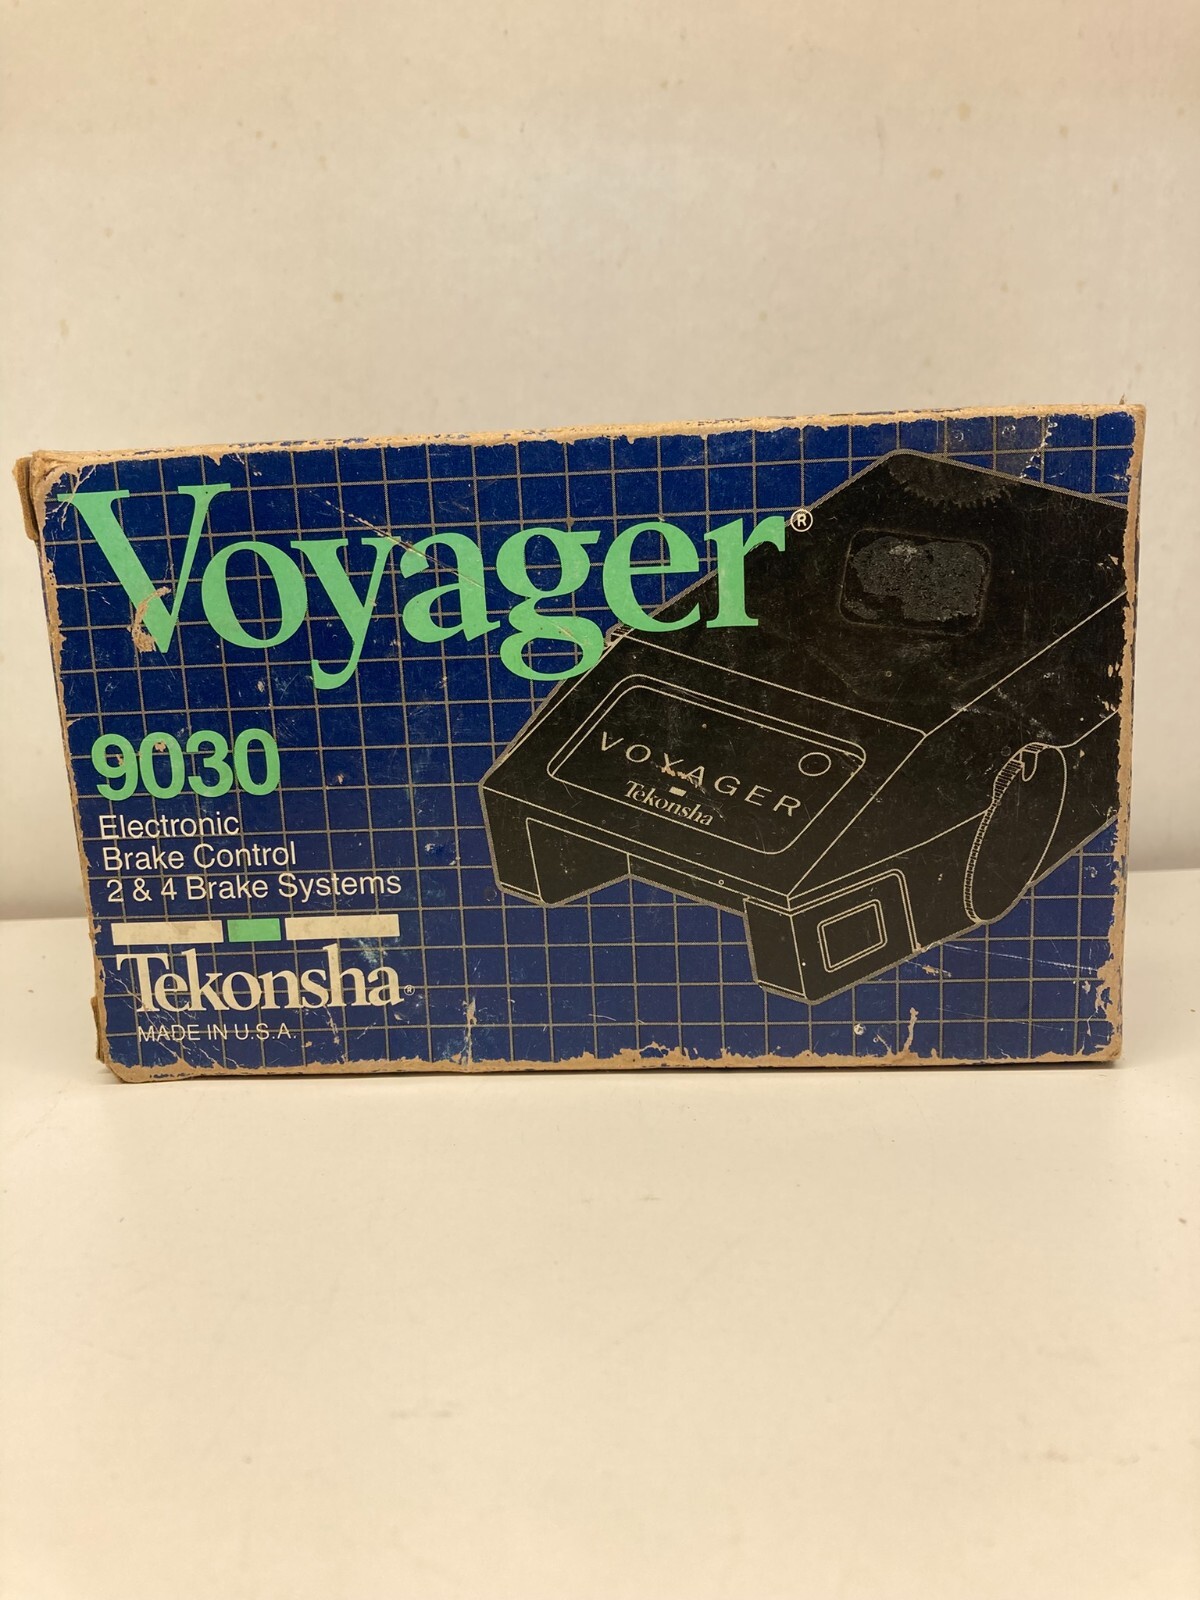 Voyager®
9030
Electronic
Brake Control
2 & 4 Brake Systems
Tekonsha®
MADE IN U.S.A.
VOYAGER
Tekonsha